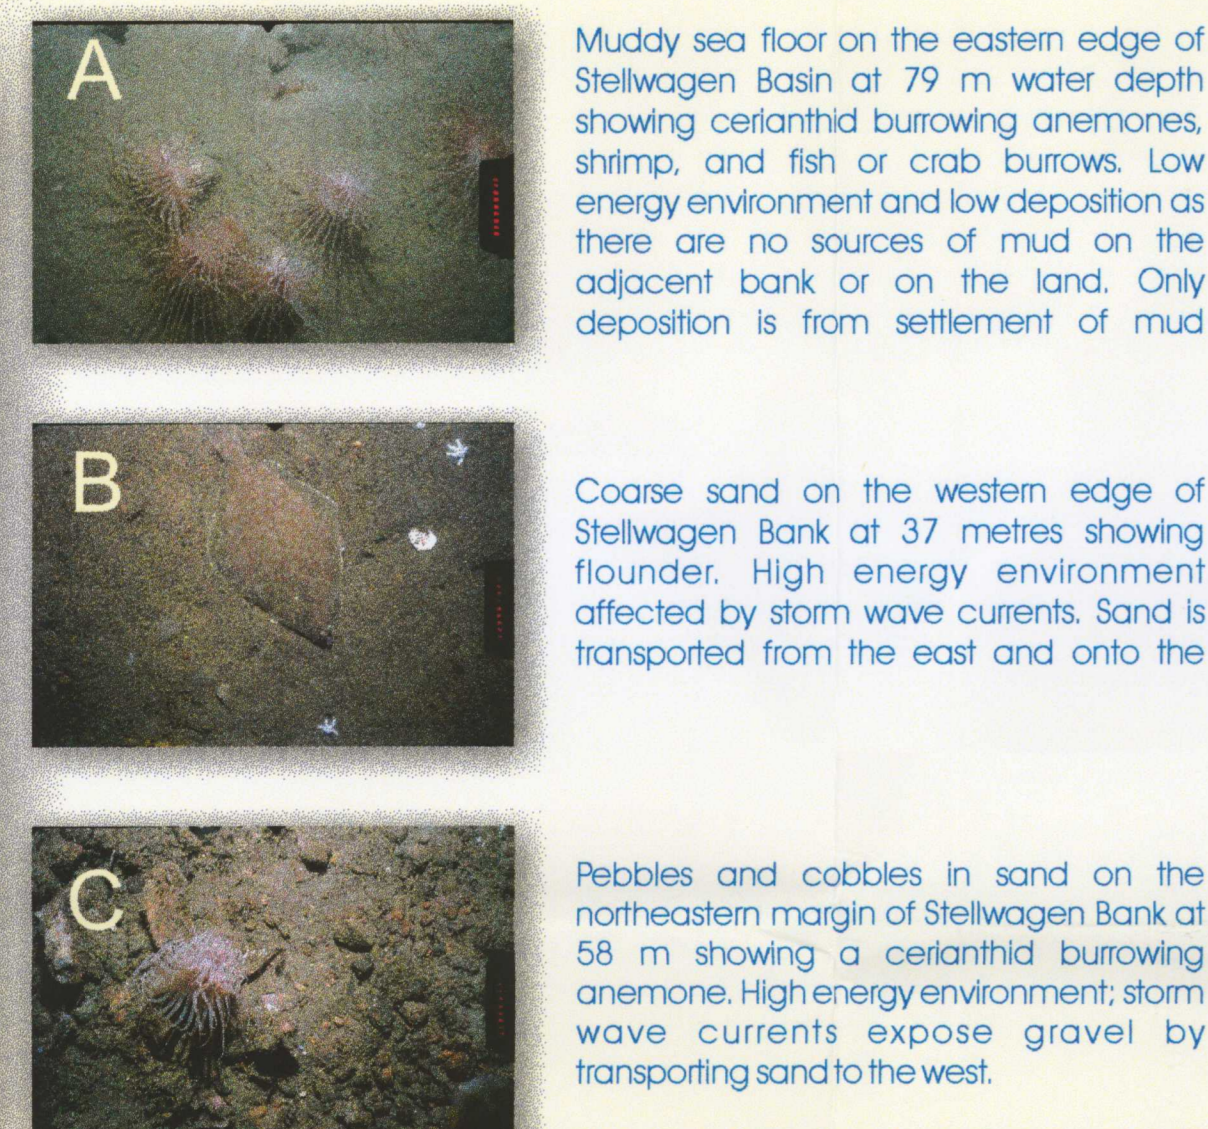 A
Muddy sea floor on the eastern edge of
Stellwagen Basin at 79 m water depth
showing cerianthid burrowing anemones,
shrimp, and fish or crab burrows. Low
energy environment and low deposition as
there are no sources of mud on the
adjacent bank or on the land. Only
deposition is from settlement of mud
B
Coarse sand on the western edge of
Stellwagen Bank at 37 metres showing
flounder. High energy environment
affected by storm wave currents. Sand is
transported from the east and onto the
C
Pebbles and cobbles in sand on the
northeastern margin of Stellwagen Bank at
58 m showing a cerianthid burrowing
anemone. High energy environment; storm
wave currents expose gravel by
transporting sand to the west.